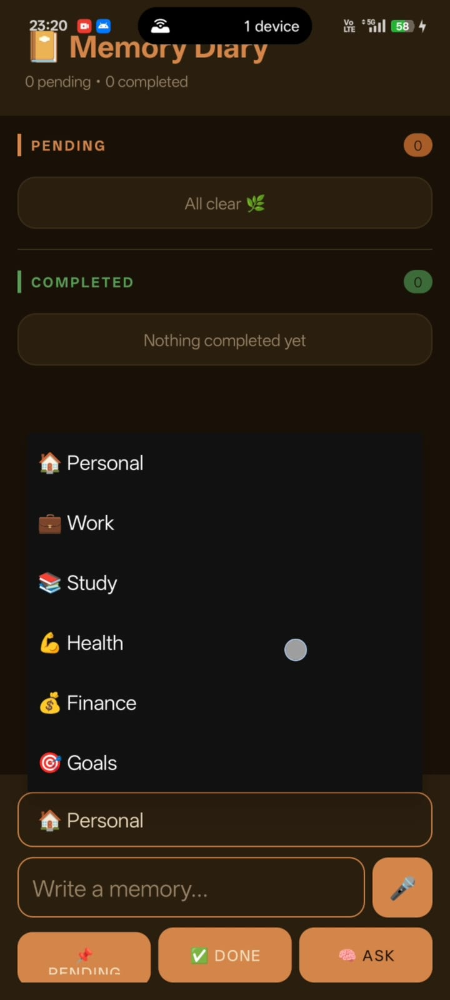 23:20
1 device
Vo LTE
5G
58
Memory Diary
0 pending • 0 completed
PENDING
0
All clear 🌿
COMPLETED
0
Nothing completed yet
🏠 Personal
💼 Work
📚 Study
💪 Health
💰 Finance
🎯 Goals
🏠 Personal
Write a memory...
📌 PENDING
✅ DONE
🧠 ASK